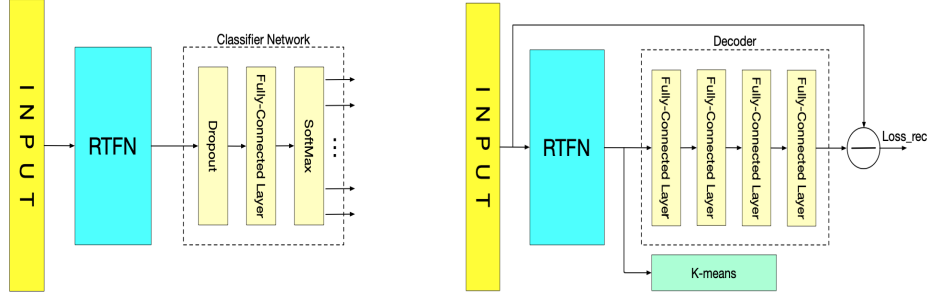 INPUT
RTFN
Classifier Network
Dropout
Fully-Connected Layer
SoftMax
INPUT
RTFN
Decoder
Fully-Connected Layer
Fully-Connected Layer
Fully-Connected Layer
Fully-Connected Layer
Loss_rec
K-means